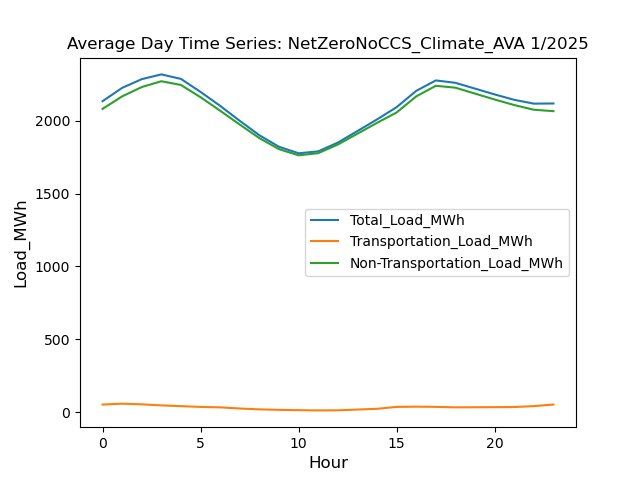 Average Day Time Series: NetZeroNoCCS_Climate_AVA 1/2025
Load_MWh
2000
1500
1000
500
0
Total_Load_MWh
Transportation_Load_MWh
Non-Transportation_Load_MWh
0 5 10 15 20
Hour